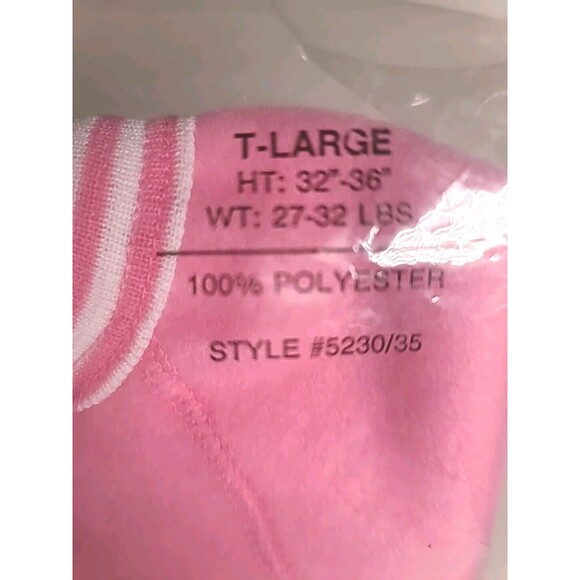 T-LARGE
HT: 32"-36"
WT: 27-32 LBS
100% POLYESTER
STYLE #5230/35